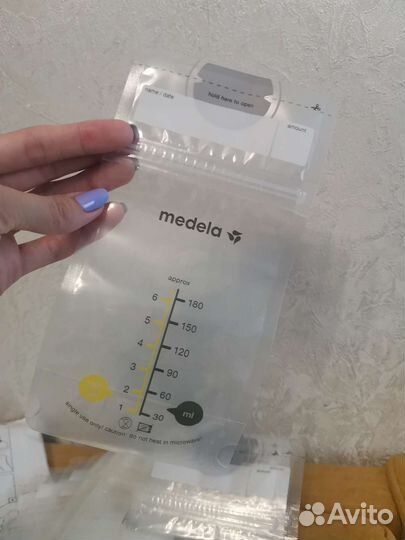 name / date
hold here to open
amount
medela
approx
6 180
5 150
4 120
3 90
2 60
1 30
ml
single use only! caution: do not heat in microwave!
Avito